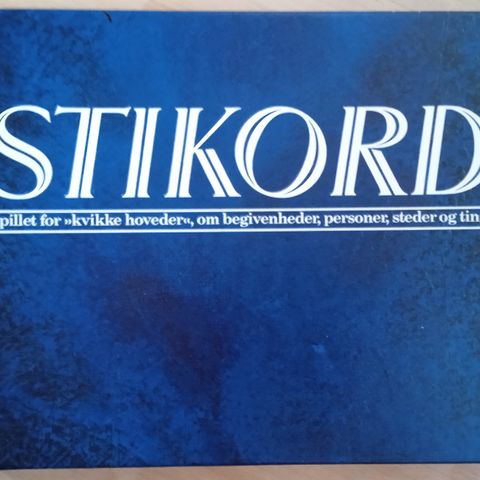 STIKORD
pillet for »kvikke hoveder«, om begivenheder, personer, steder og tin